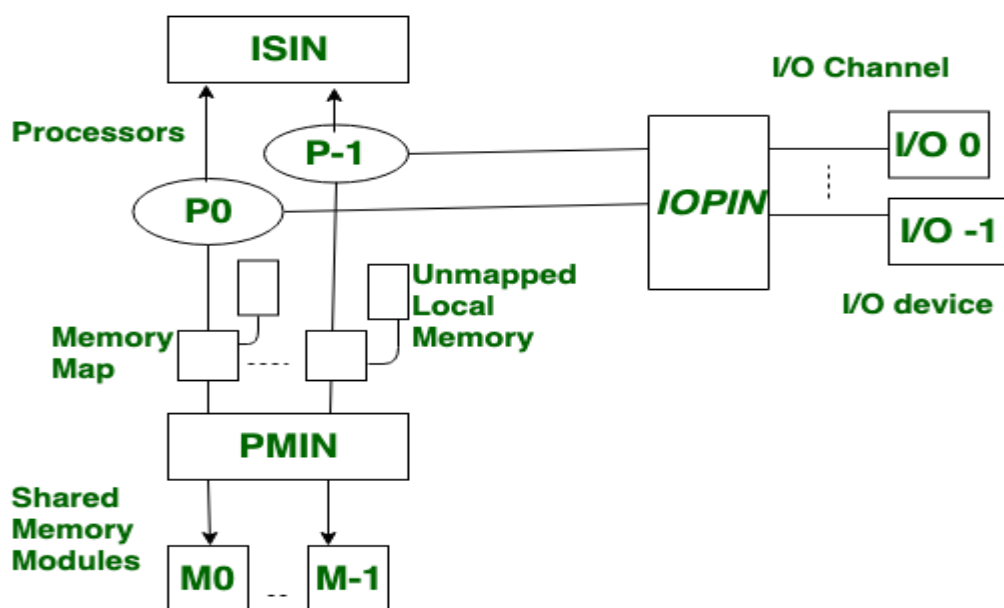 ISIN
I/O Channel
Processors
P-1
I/O 0
P0
IOPIN
I/O -1
Unmapped
Local
Memory
I/O device
Memory
Map
PMIN
Shared
Memory
Modules
M0
M-1